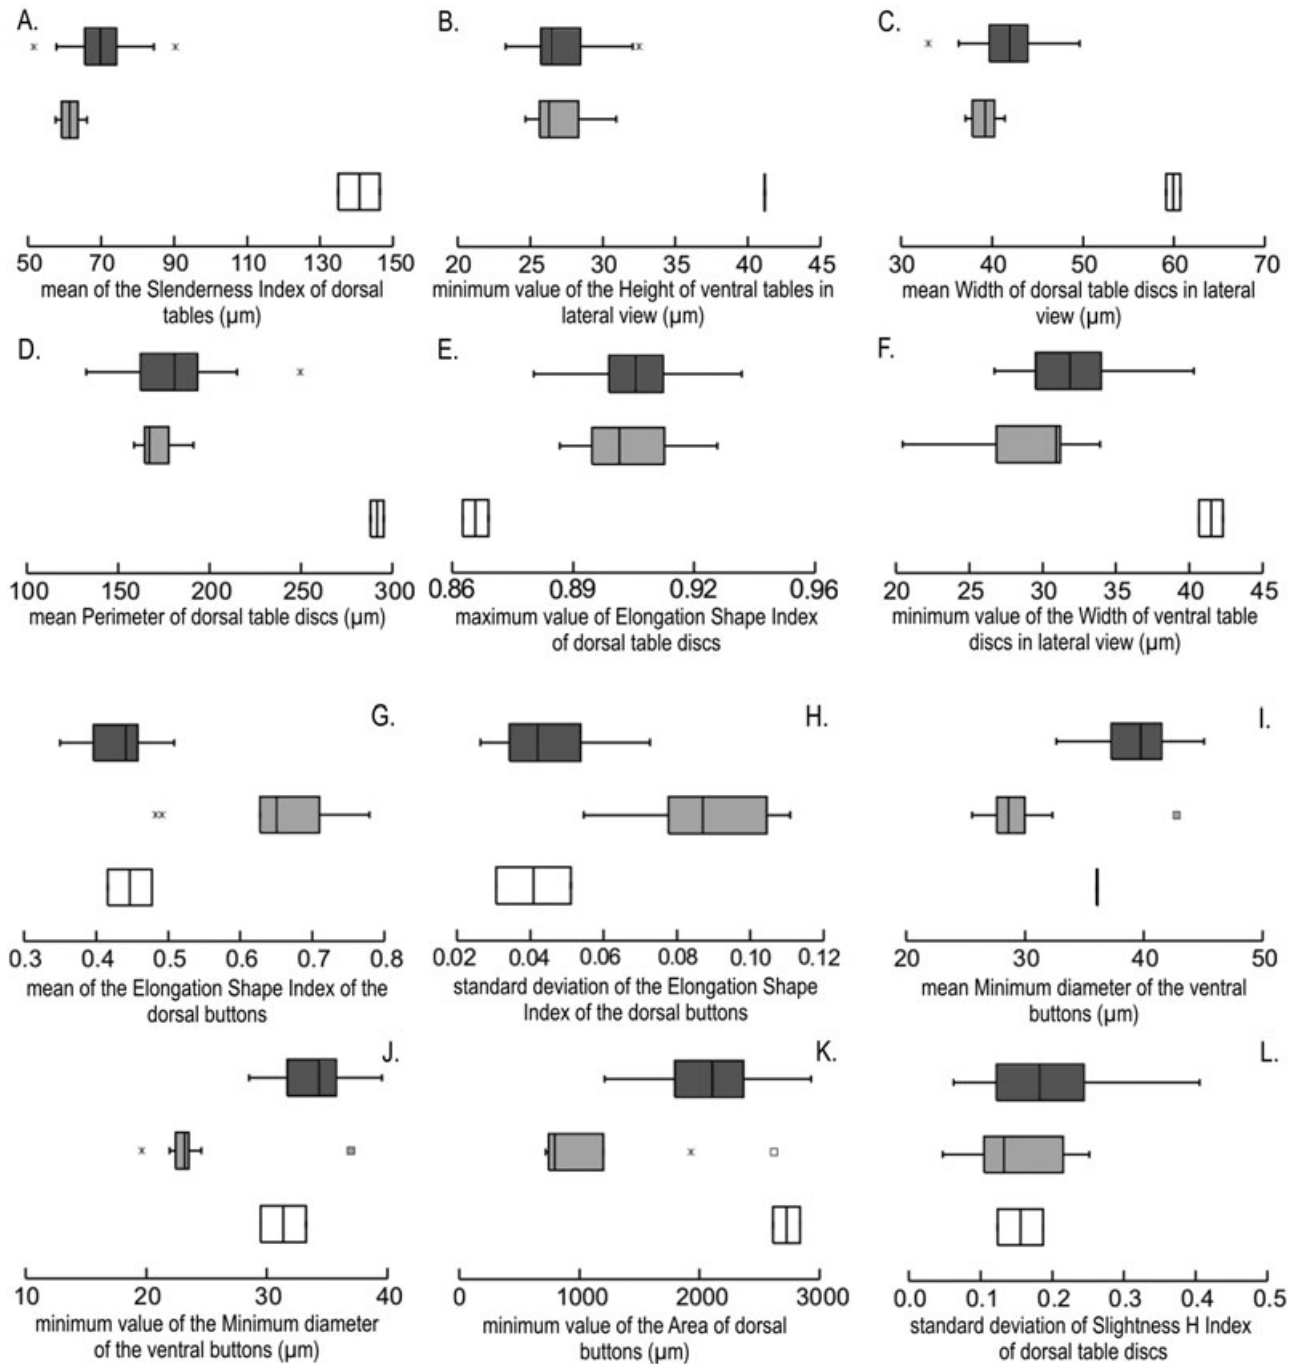 A.
B.
C.
50 70 90 110 130 150
20 25 30 35 40 45
30 40 50 60 70
mean of the Slenderness Index of dorsal
tables (µm)
minimum value of the Height of ventral tables in
lateral view (µm)
mean Width of dorsal table discs in lateral
view (µm)
D.
E.
F.
100 150 200 250 300
0.86 0.89 0.92 0.96
20 25 30 35 40 45
mean Perimeter of dorsal table discs (µm)
maximum value of Elongation Shape Index
of dorsal table discs
minimum value of the Width of ventral table
discs in lateral view (µm)
G.
H.
I.
0.3 0.4 0.5 0.6 0.7 0.8
0.02 0.04 0.06 0.08 0.10 0.12
20 30 40 50
mean of the Elongation Shape Index of the
dorsal buttons
standard deviation of the Elongation Shape
Index of the dorsal buttons
mean Minimum diameter of the ventral
buttons (µm)
J.
K.
L.
10 20 30 40
0 1000 2000 3000
0.0 0.1 0.2 0.3 0.4 0.5
minimum value of the Minimum diameter
of the ventral buttons (µm)
minimum value of the Area of dorsal
buttons (µm)
standard deviation of Slightness H Index
of dorsal table discs